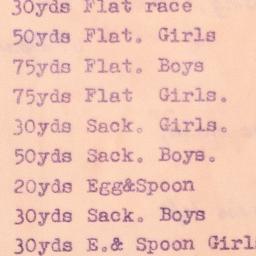 30yds Flat race
50yds Flat. Girls
75yds Flat. Boys
75yds Flat Girls.
30yds Sack. Girls.
50yds Sack. Boys.
20yds Egg&Spoon
30yds Sack. Boys
30yds E.& Spoon Girl